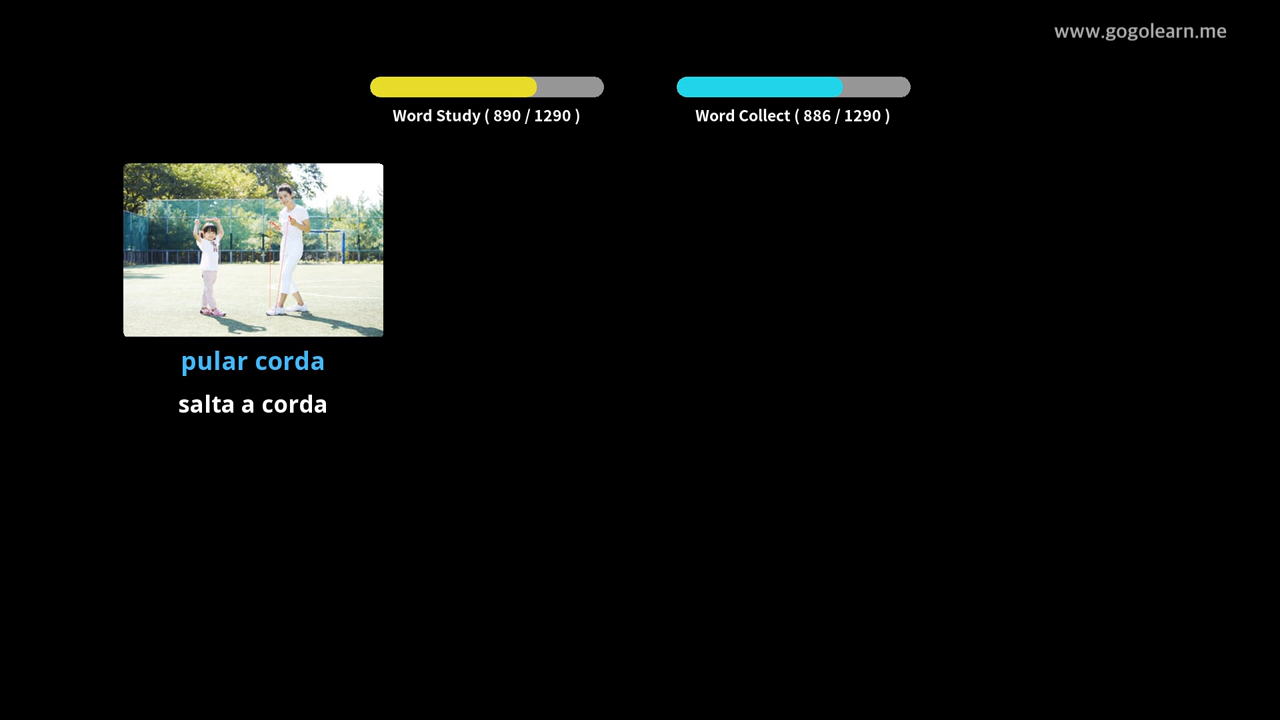 www.gogolearn.me
Word Study ( 890 / 1290 )
Word Collect ( 886 / 1290 )
pular corda
salta a corda